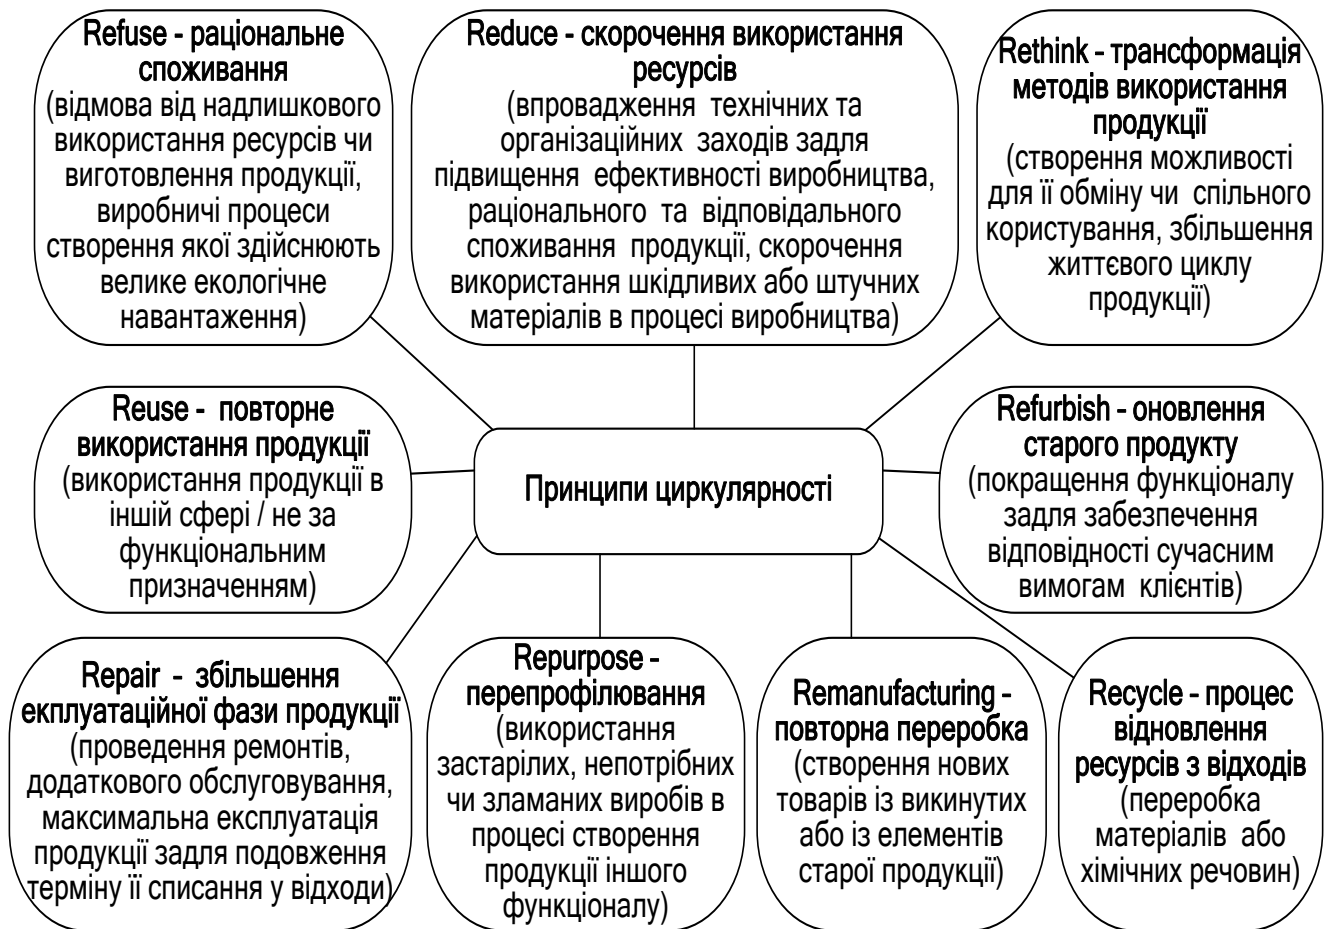 Refuse - раціональне
споживання
(відмова від надлишкового
використання ресурсів чи
виготовлення продукції,
виробничі процеси
створення якої здійснюють
велике екологічне
навантаження)
Reduce - скорочення використання
ресурсів
(впровадження технічних та
організаційних заходів задля
підвищення ефективності виробництва,
раціонального та відповідального
споживання продукції, скорочення
використання шкідливих або штучних
матеріалів в процесі виробництва)
Rethink - трансформація
методів використання
продукції
(створення можливості
для її обміну чи спільного
користування, збільшення
життєвого циклу
продукції)
Reuse - повторне
використання продукції
(використання продукції в
іншій сфері / не за
функціональним
призначенням)
Принципи циркулярності
Refurbish - оновлення
старого продукту
(покращення функціоналу
задля забезпечення
відповідності сучасним
вимогам клієнтів)
Repair - збільшення
екплуатаційної фази продукції
(проведення ремонтів,
додаткового обслуговування,
максимальна експлуатація
продукції задля подовження
терміну її списання у відходи)
Repurpose -
перепрофілювання
(використання
застарілих, непотрібних
чи зламаних виробів в
процесі створення
продукції іншого
функціоналу)
Remanufacturing -
повторна переробка
(створення нових
товарів із викинутих
або із елементів
старої продукції)
Recycle - процес
відновлення
ресурсів з відходів
(переробка
матеріалів або
хімічних речовин)